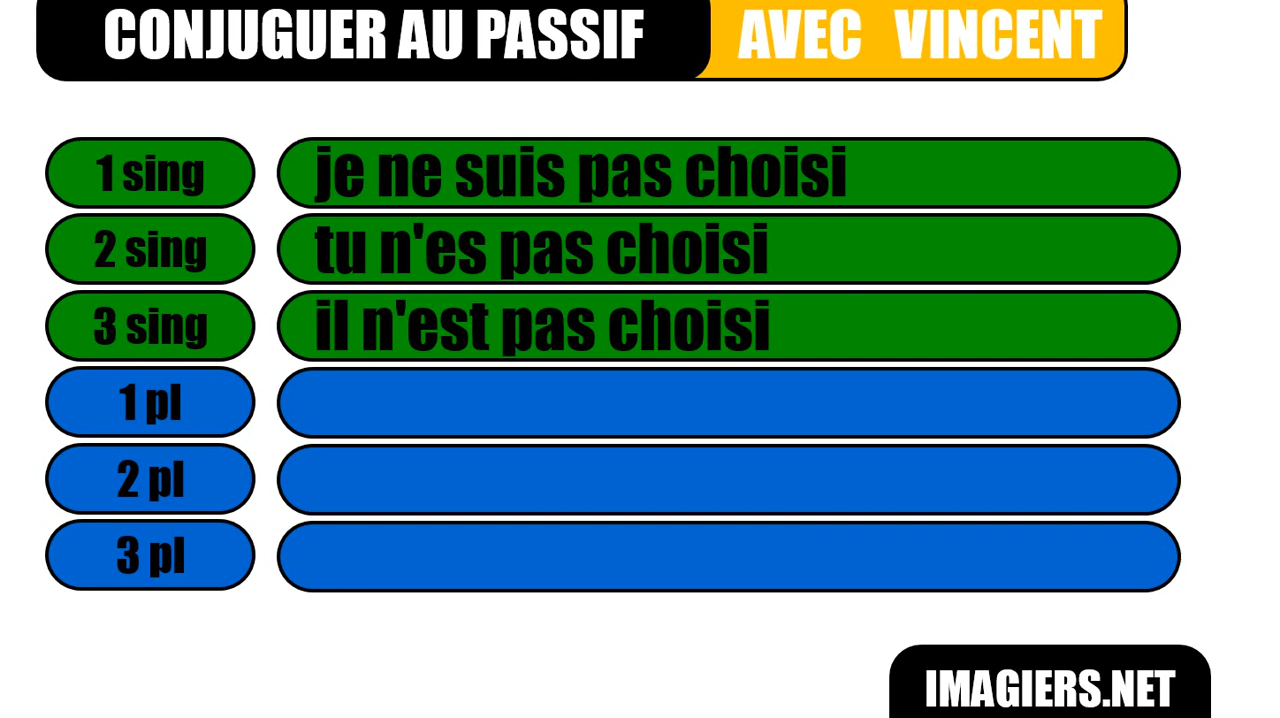 CONJUGUER AU PASSIF AVEC VINCENT
1 sing je ne suis pas choisi
2 sing tu n'es pas choisi
3 sing il n'est pas choisi
1 pl
2 pl
3 pl
IMAGIERS.NET